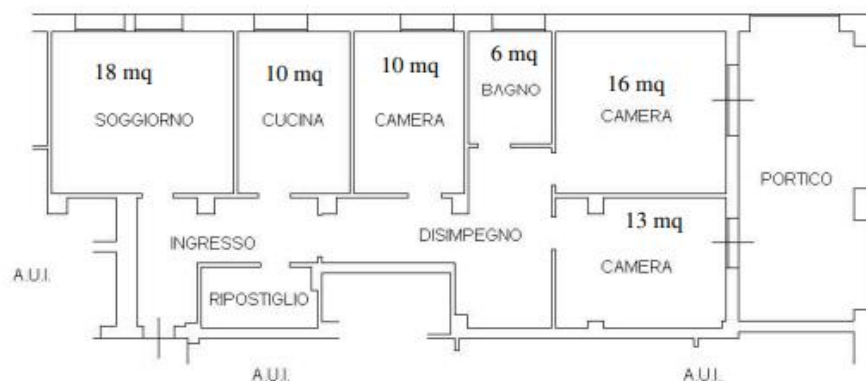 18 mq
SOGGIORNO
10 mq
CUCINA
10 mq
CAMERA
6 mq
BAGNO
16 mq
CAMERA
PORTICO
13 mq
CAMERA
INGRESSO
DISIMPEGNO
RIPOSTIGLIO
A.U.I.
A.U.I.
A.U.I.